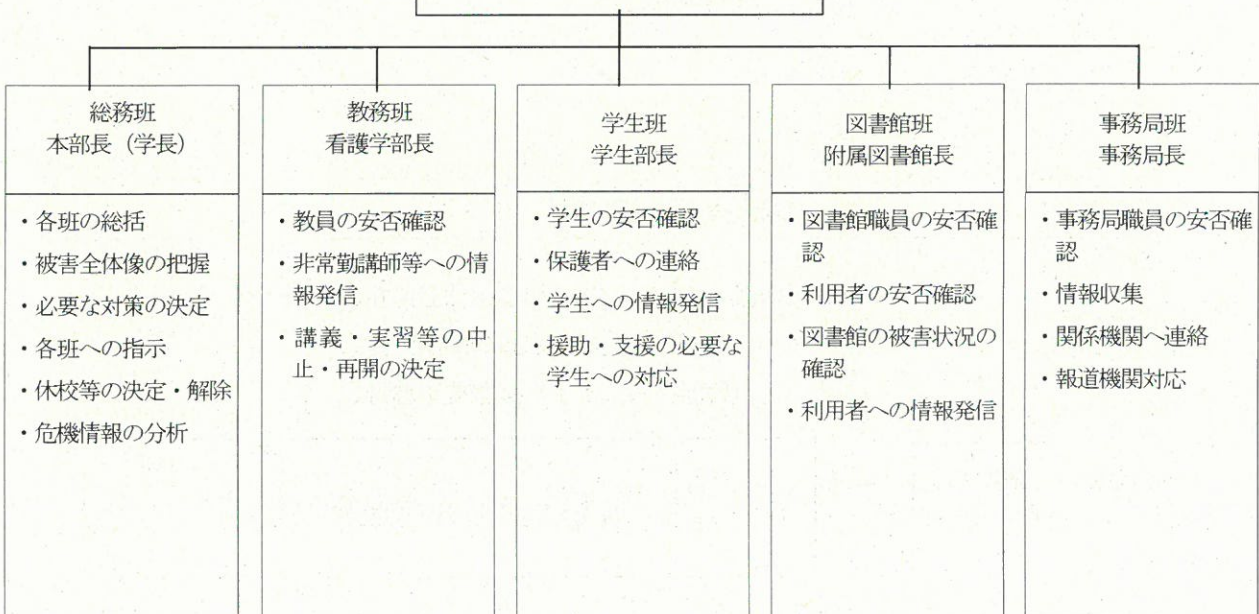 総務班
本部長（学長）
・各班の総括
・被害全体像の把握
・必要な対策の決定
・各班への指示
・休校等の決定・解除
・危機情報の分析
教務班
看護学部長
・教員の安否確認
・非常勤講師等への情
報発信
・講義・実習等の中
止・再開の決定
学生班
学生部長
・学生の安否確認
・保護者への連絡
・学生への情報発信
・援助・支援の必要な
学生への対応
図書館班
附属図書館長
・図書館職員の安否確
認
・利用者の安否確認
・図書館の被害状況の
確認
・利用者への情報発信
事務局班
事務局長
・事務局職員の安否確
認
・情報収集
・関係機関へ連絡
・報道機関対応